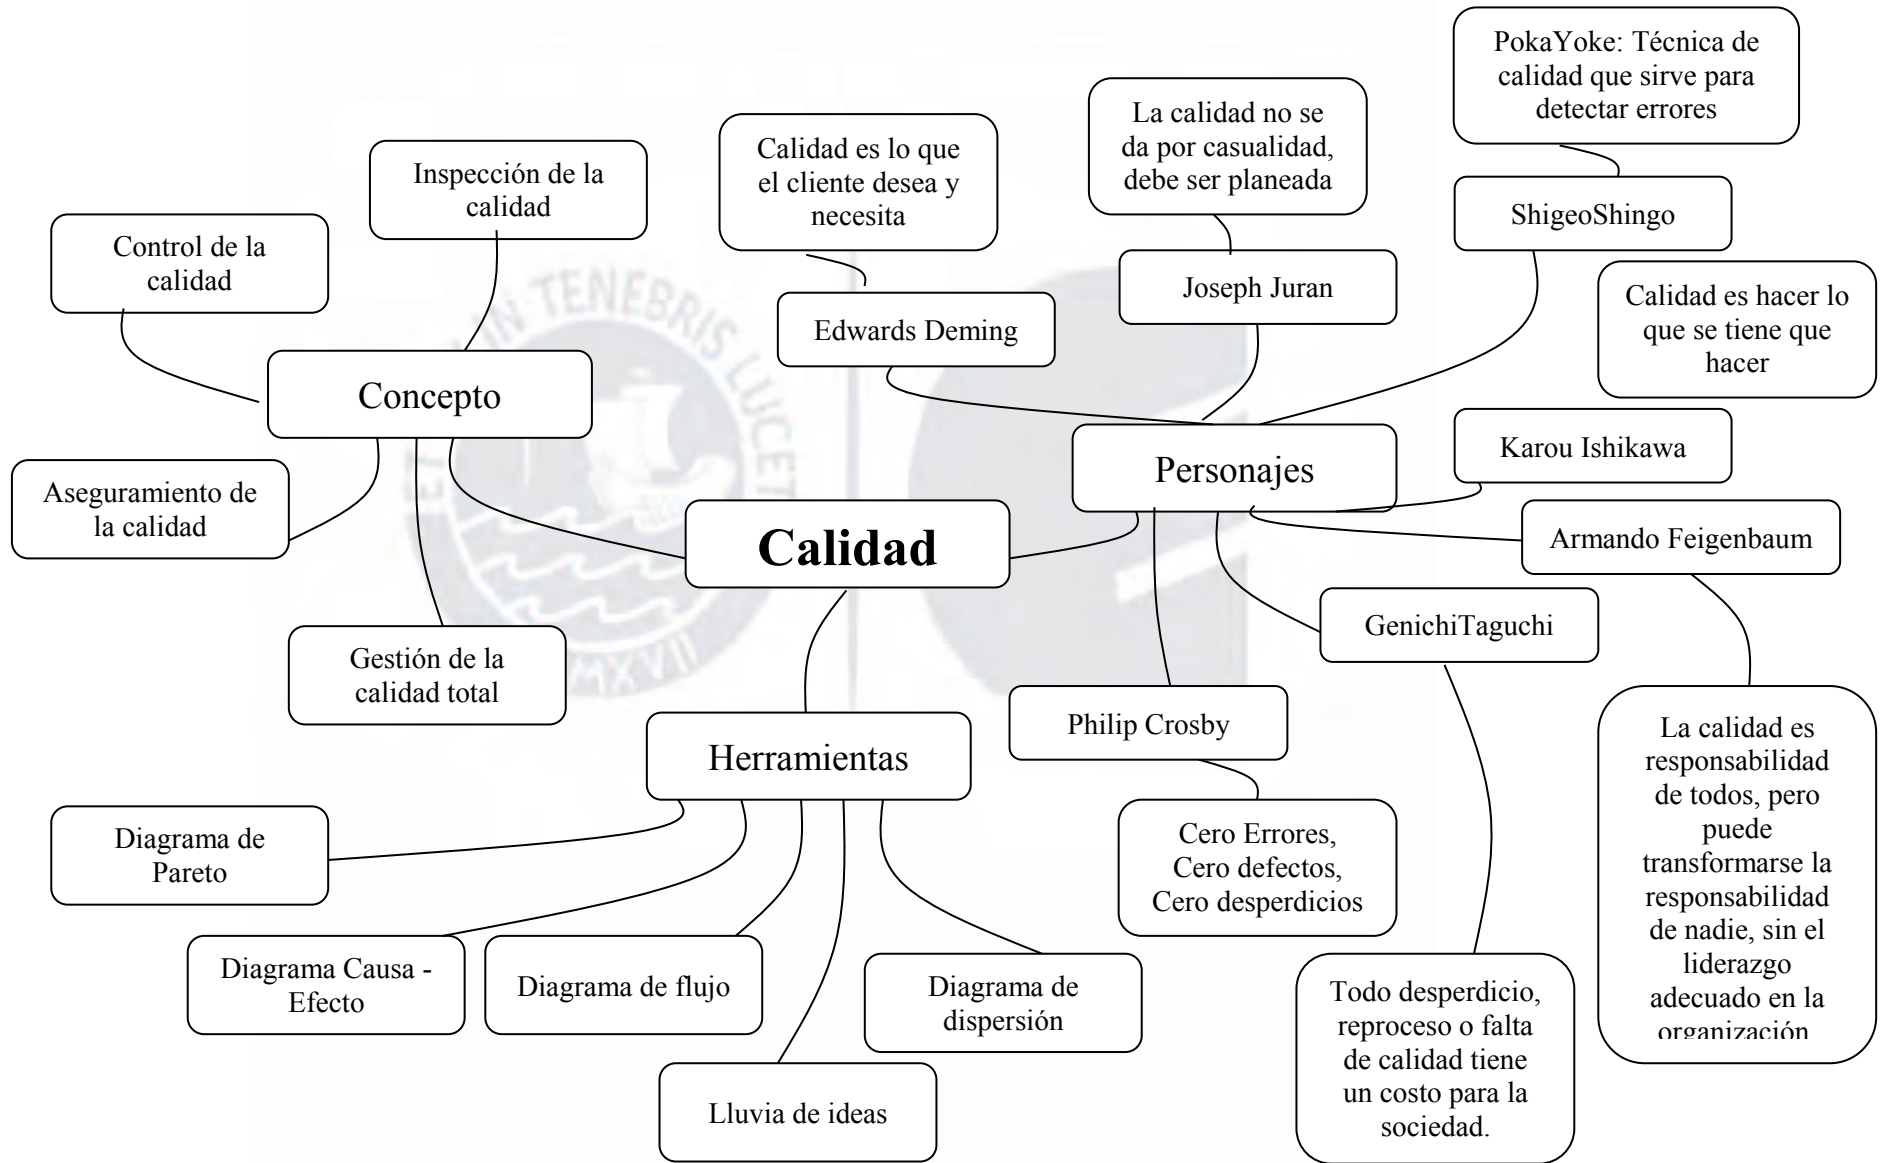 PokaYoke: Técnica de
calidad que sirve para
detectar errores
La calidad no se
da por casualidad,
debe ser planeada
Calidad es lo que
el cliente desea y
necesita
Inspección de la
calidad
Control de la
calidad
ShigeoShingo
Joseph Juran
Edwards Deming
Calidad es hacer lo
que se tiene que
hacer
Concepto
Personajes
Karou Ishikawa
Aseguramiento de
la calidad
Calidad
Armando Feigenbaum
GenichiTaguchi
Gestión de la
calidad total
Philip Crosby
Herramientas
La calidad es
responsabilidad
de todos, pero
puede
transformarse la
responsabilidad
de nadie, sin el
liderazgo
adecuado en la
organización
Diagrama de
Pareto
Cero Errores,
Cero defectos,
Cero desperdicios
Diagrama Causa -
Efecto
Diagrama de flujo
Diagrama de
dispersión
Todo desperdicio,
reproceso o falta
de calidad tiene
un costo para la
sociedad.
Lluvia de ideas
IN TENEBRIS LUCET
ET
MXVII